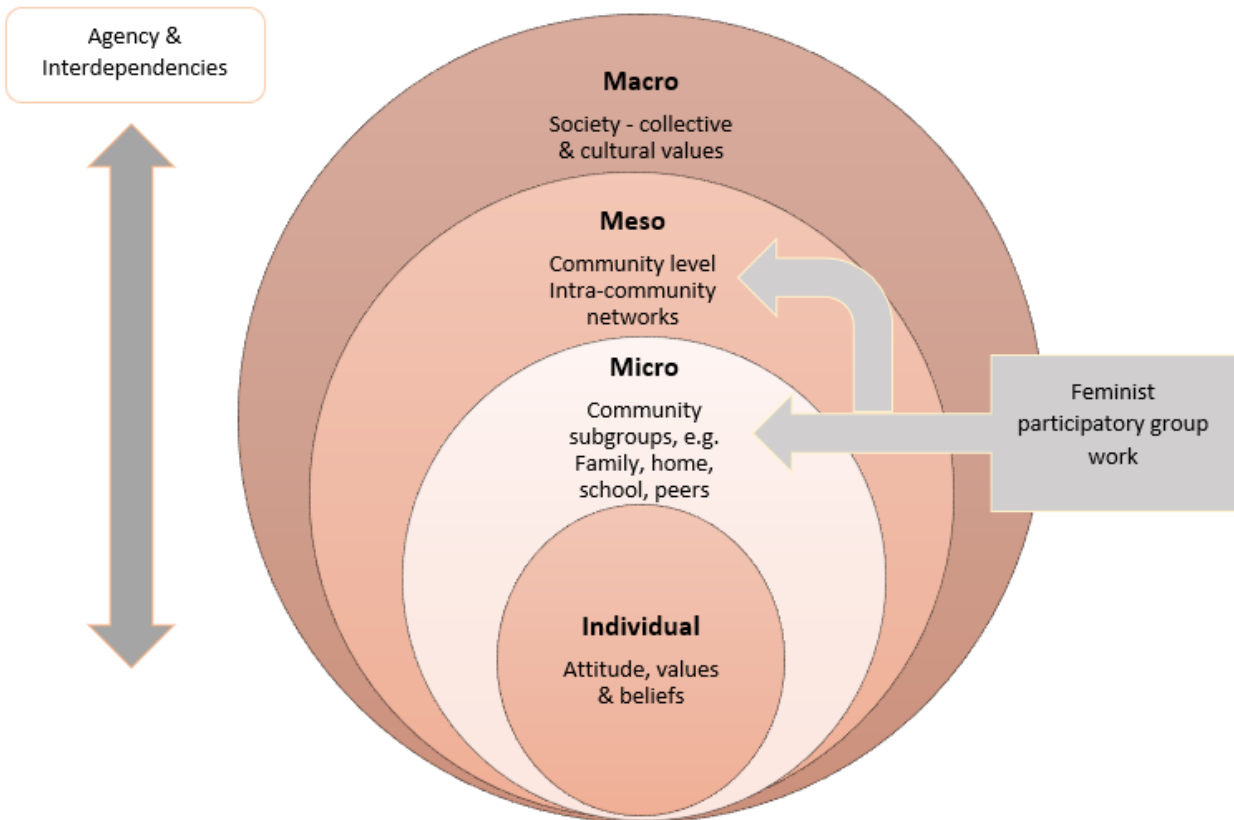 Agency &
Interdependencies
Macro
Society - collective
& cultural values
Meso
Community level
Intra-community
networks
Micro
Community
subgroups, e.g.
Family, home,
school, peers
Individual
Attitude, values
& beliefs
Feminist
participatory group
work